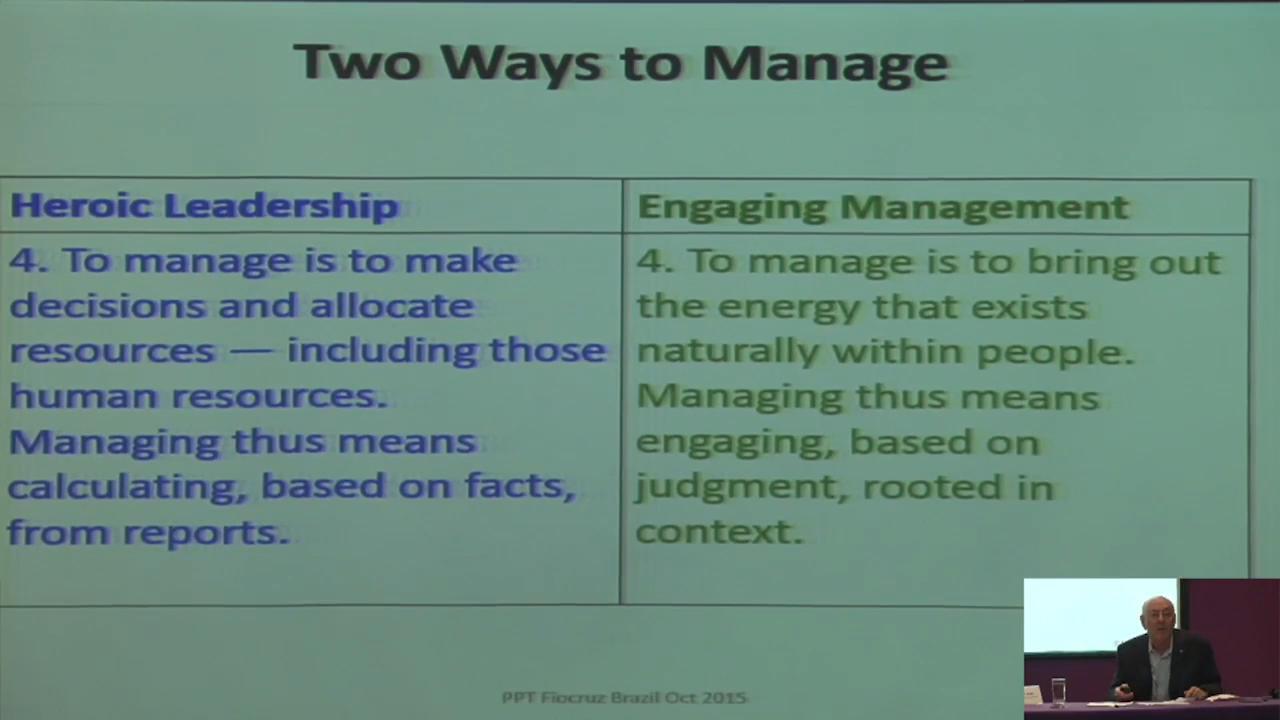 Two Ways to Manage
Heroic Leadership
4. To manage is to make
decisions and allocate
resources — including those
human resources.
Managing thus means
calculating, based on facts,
from reports.
Engaging Management
4. To manage is to bring out
the energy that exists
naturally within people.
Managing thus means
engaging, based on
judgment, rooted in
context.
PPT Fiocruz Brazil Oct 2015